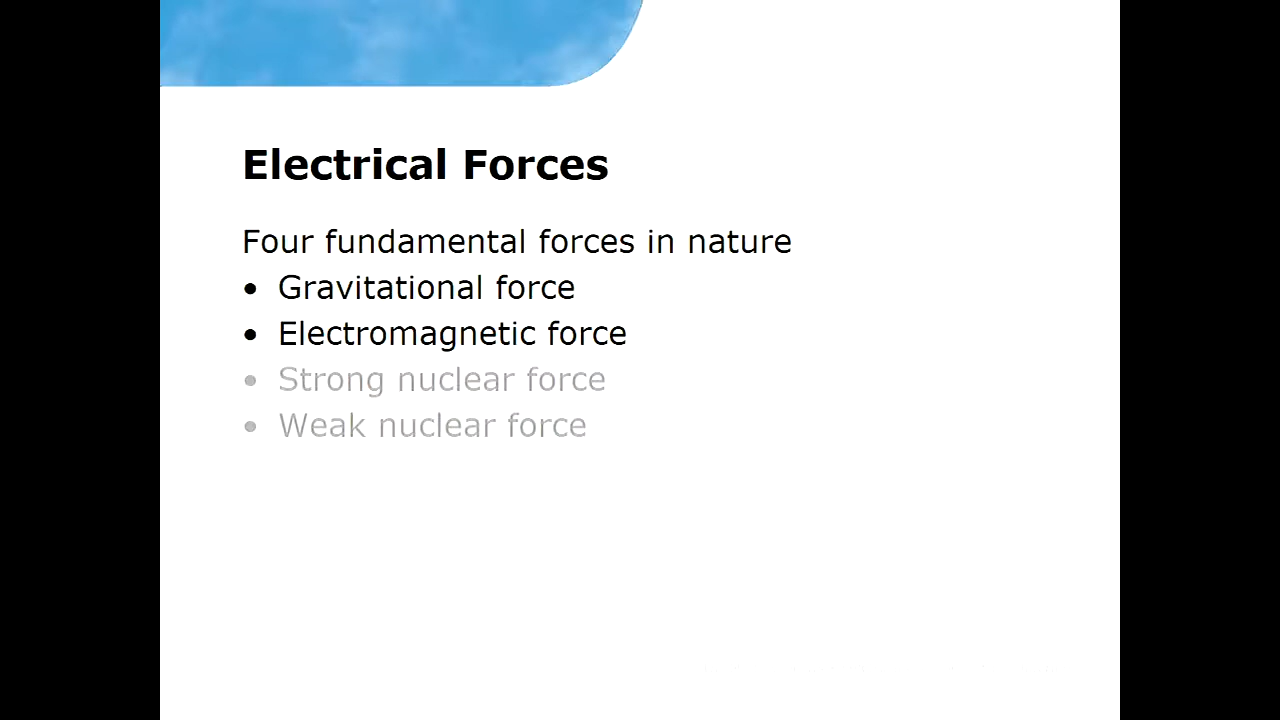 Electrical Forces
Four fundamental forces in nature
• Gravitational force
• Electromagnetic force
• Strong nuclear force
• Weak nuclear force